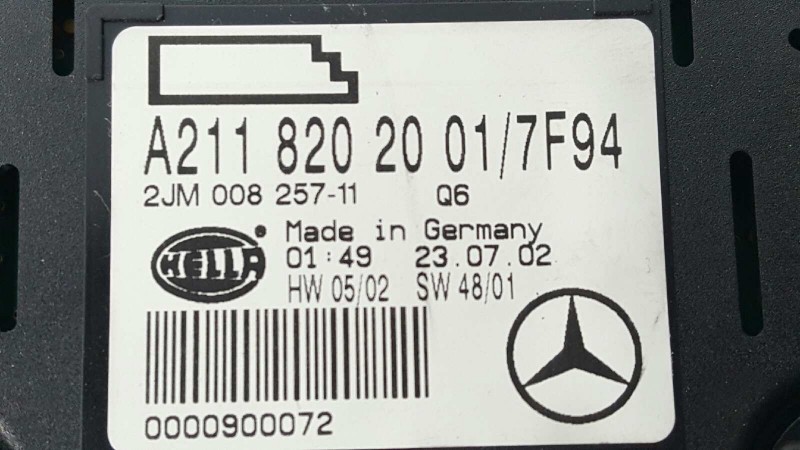 A211 820 20 01/7F94
2JM 008 257-11 Q6
HELLA ®
Made in Germany
01:49 23.07.02
HW 05/02 SW 48/01
0000900072